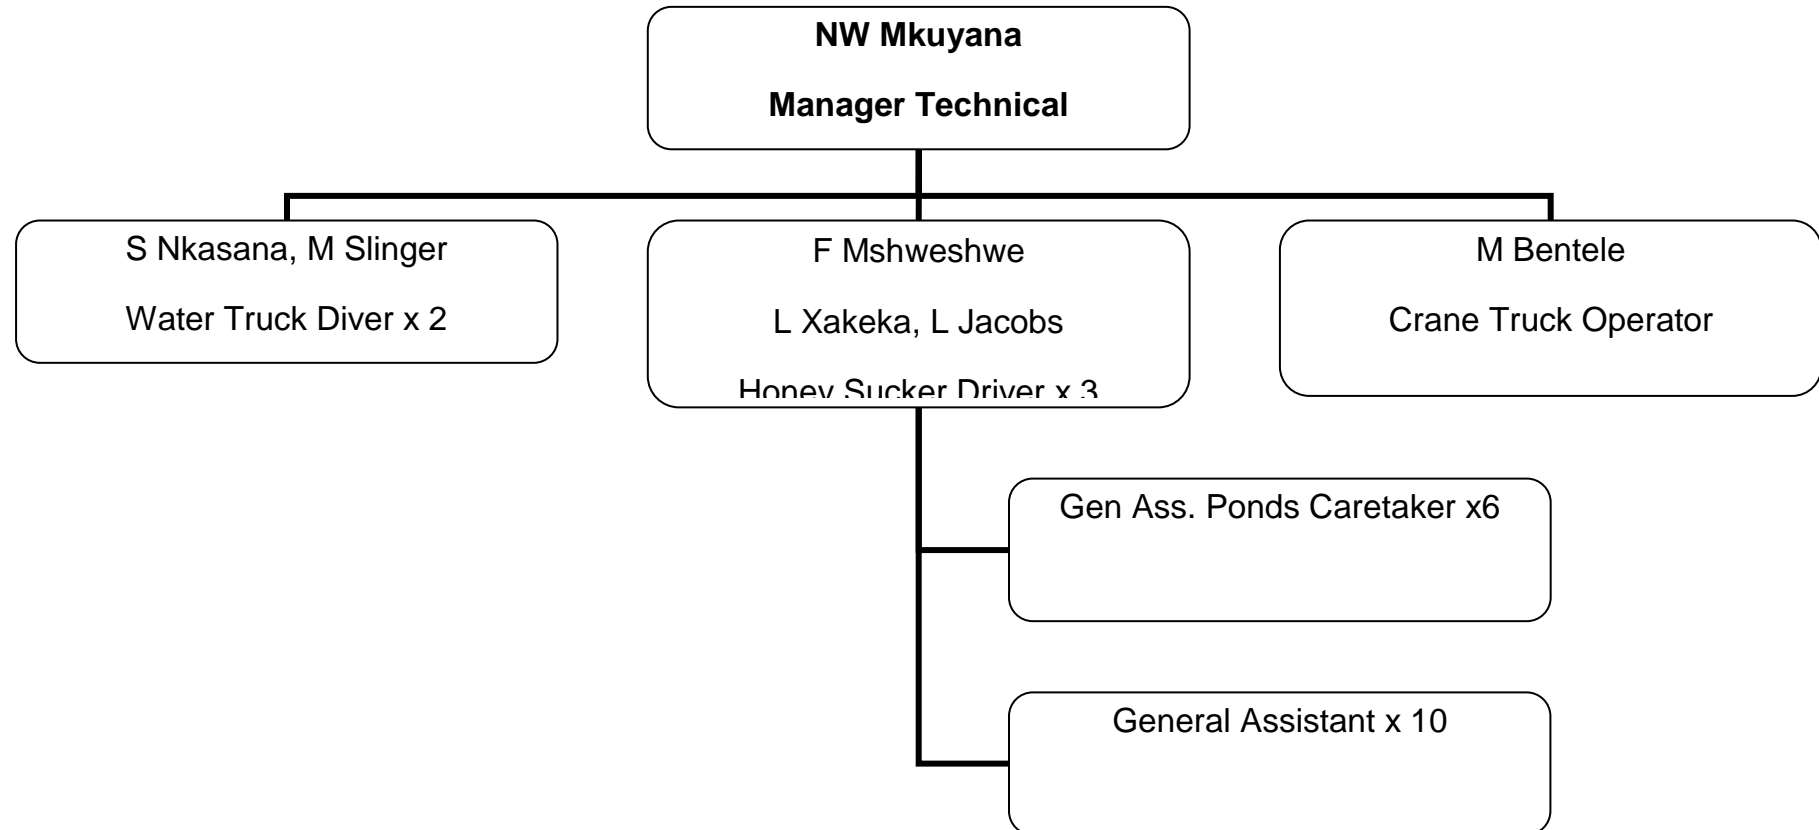 NW Mkuyana
Manager Technical
S Nkasana, M Slinger
Water Truck Diver x 2
F Mshweshwe
L Xakeka, L Jacobs
Honey Sucker Driver x 3
M Bentele
Crane Truck Operator
Gen Ass. Ponds Caretaker x6
General Assistant x 10